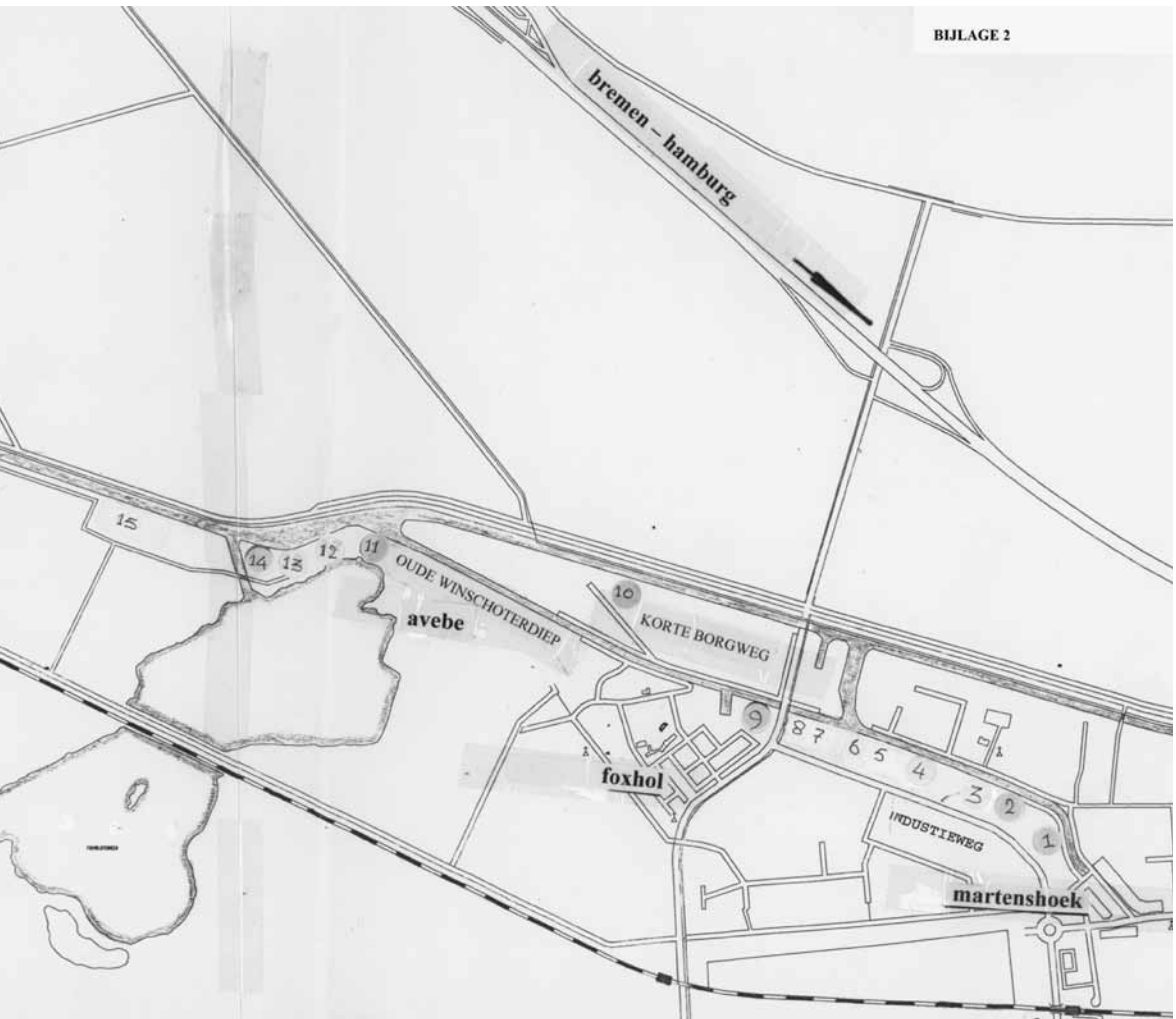 BIJLAGE 2
bremen – hamburg
15
14
13
12
11
OUDE WINSCHOTERDIEP
avebe
10
KORTE BORGWEG
9
8
7
6
5
4
3
2
1
foxhol
INDUSTIEWEG
martenshoek